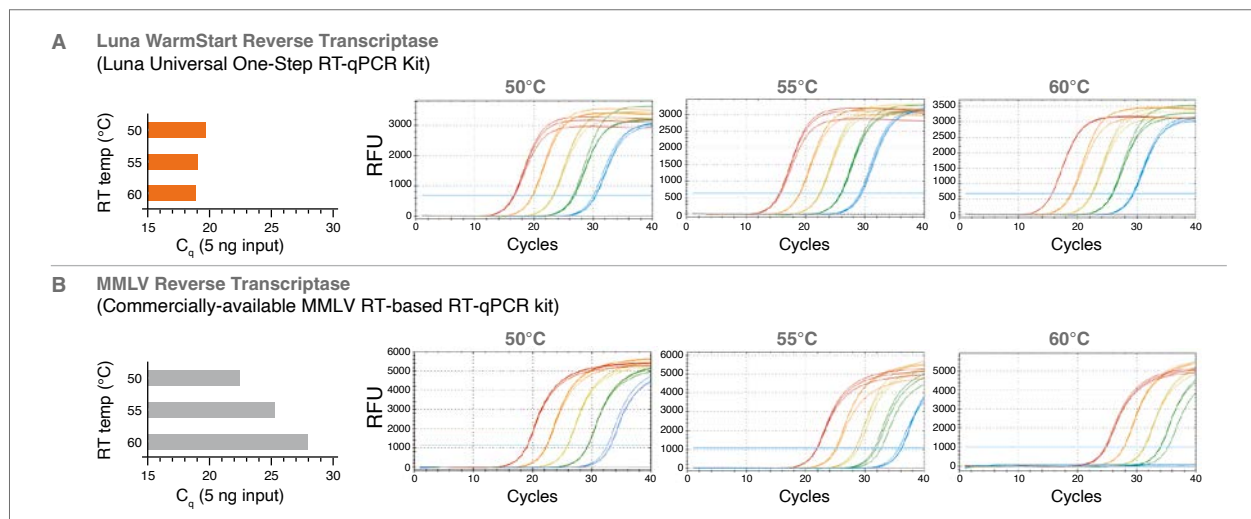 A Luna WarmStart Reverse Transcriptase
(Luna Universal One-Step RT-qPCR Kit)
RT temp (°C)
50
55
60
15 20 25 30
Cq (5 ng input)
50°C
RFU
3000
2000
1000
0
0 10 20 30 40
Cycles
55°C
3000
2500
2000
1500
1000
500
0
0 10 20 30 40
Cycles
60°C
3500
3000
2500
2000
1500
1000
500
0
0 10 20 30 40
Cycles
B MMLV Reverse Transcriptase
(Commercially-available MMLV RT-based RT-qPCR kit)
RT temp (°C)
50
55
60
15 20 25 30
Cq (5 ng input)
50°C
RFU
6000
5000
4000
3000
2000
1000
0
0 10 20 30 40
Cycles
55°C
6000
5000
4000
3000
2000
1000
0
0 10 20 30 40
Cycles
60°C
6000
5000
4000
3000
2000
1000
0
0 10 20 30 40
Cycles